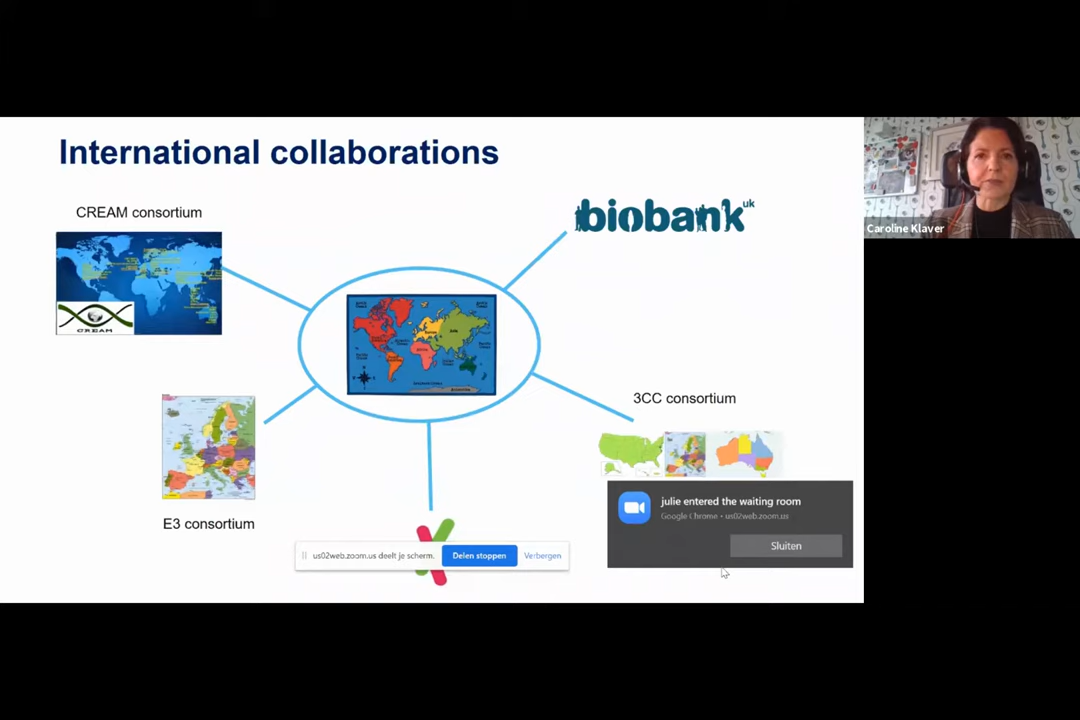 International collaborations
CREAM consortium
biobank uk
Caroline Klaver
CREAM
3CC consortium
E3 consortium
julie entered the waiting room
Google Chrome • us02web.zoom.us
Sluiten
us02web.zoom.us deelt je scherm.
Delen stoppen
Verbergen